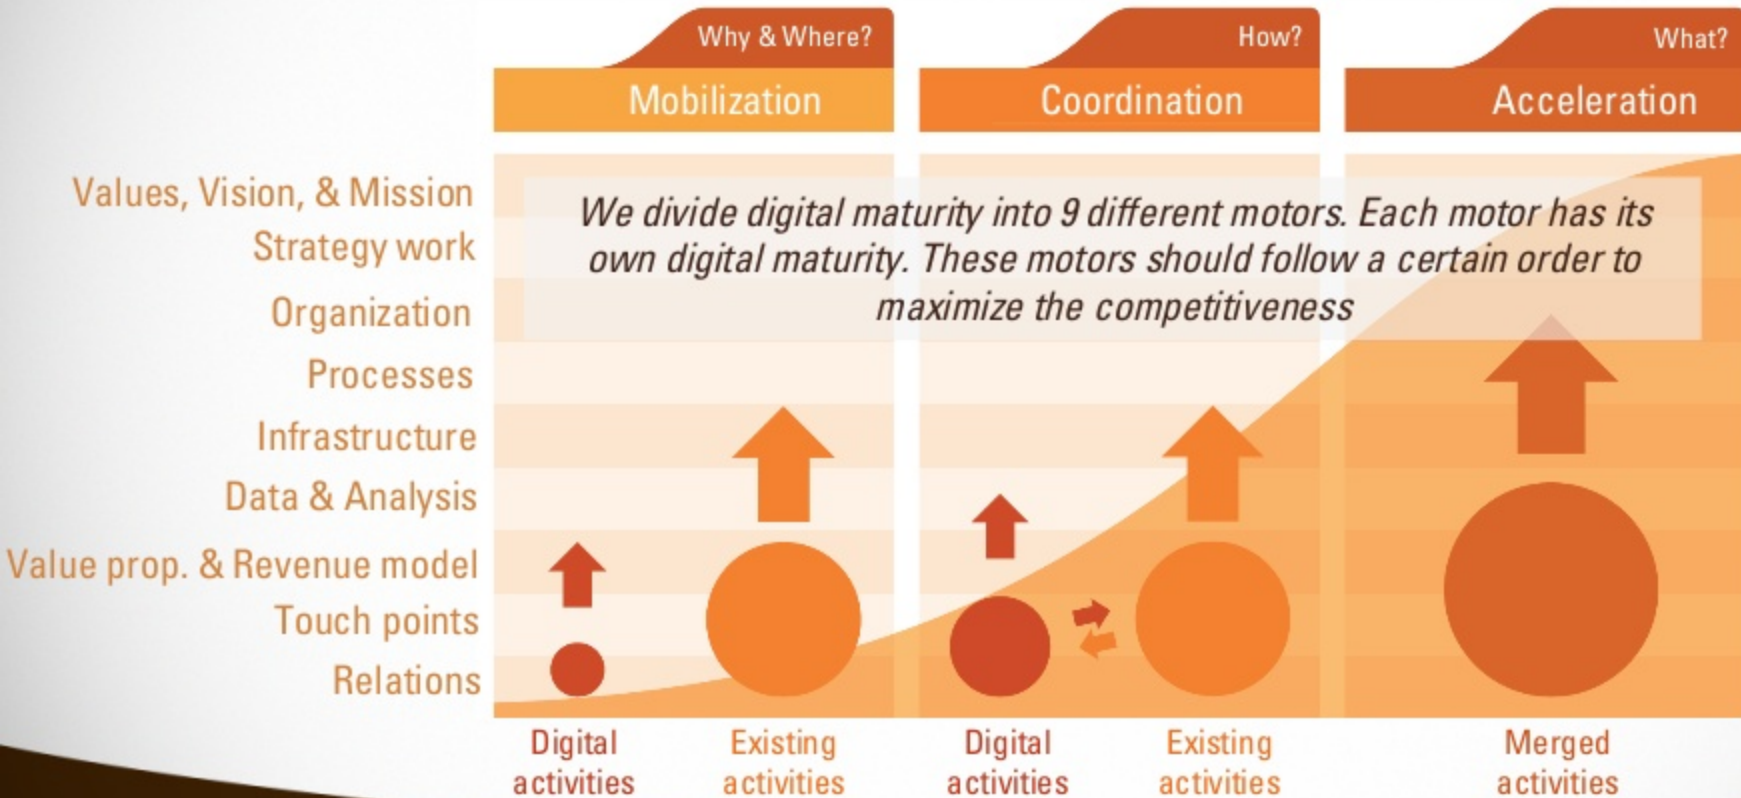 Why & Where?
How?
What?
Mobilization
Coordination
Acceleration
Values, Vision, & Mission
Strategy work
Organization
Processes
Infrastructure
Data & Analysis
Value prop. & Revenue model
Touch points
Relations
We divide digital maturity into 9 different motors. Each motor has its
own digital maturity. These motors should follow a certain order to
maximize the competitiveness
Digital
activities
Existing
activities
Digital
activities
Existing
activities
Merged
activities